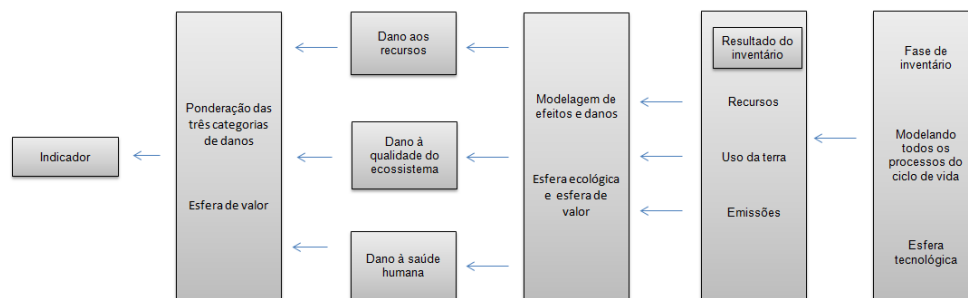 Indicador
Ponderação das
três categorias
de danos
Esfera de valor
Dano aos
recursos
Dano à
qualidade do
ecossistema
Dano à saúde
humana
Modelagem de
efeitos e danos
Esfera ecológica
e esfera de
valor
Resultado do
inventário
Recursos
Uso da terra
Emissões
Fase de
inventário
Modelando
todos os
processos do
ciclo de vida
Esfera
tecnológica